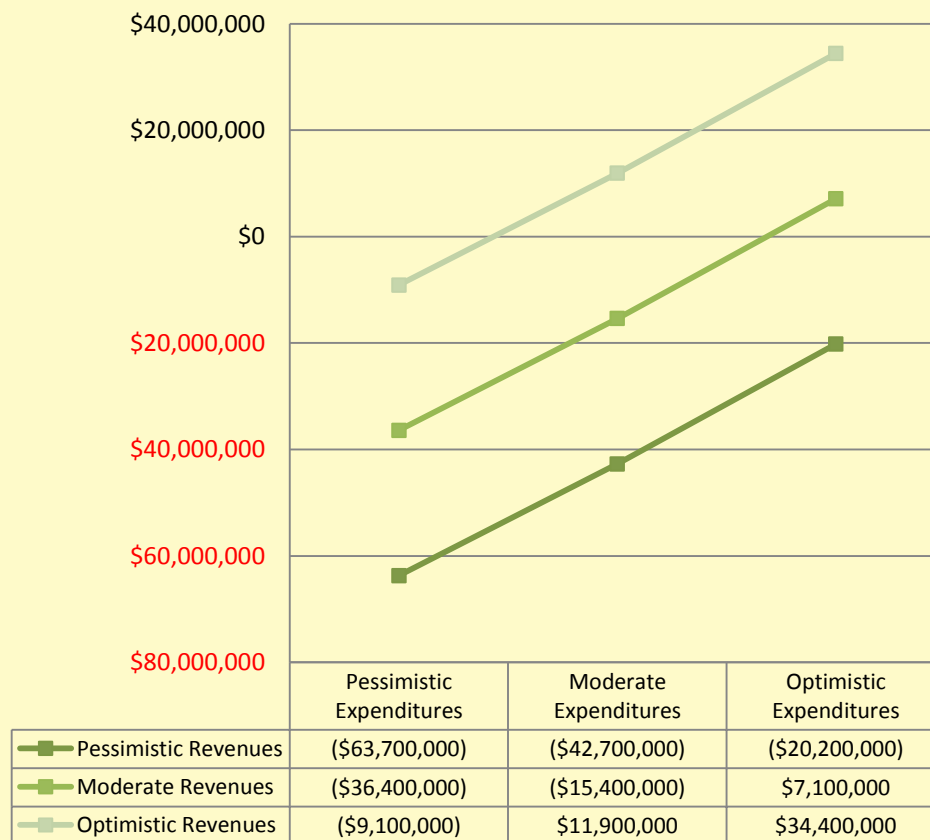 $40,000,000
$20,000,000
$0
$20,000,000
$40,000,000
$60,000,000
$80,000,000
Pessimistic Expenditures
Moderate Expenditures
Optimistic Expenditures
Pessimistic Revenues ($63,700,000) ($42,700,000) ($20,200,000)
Moderate Revenues ($36,400,000) ($15,400,000) $7,100,000
Optimistic Revenues ($9,100,000) $11,900,000 $34,400,000